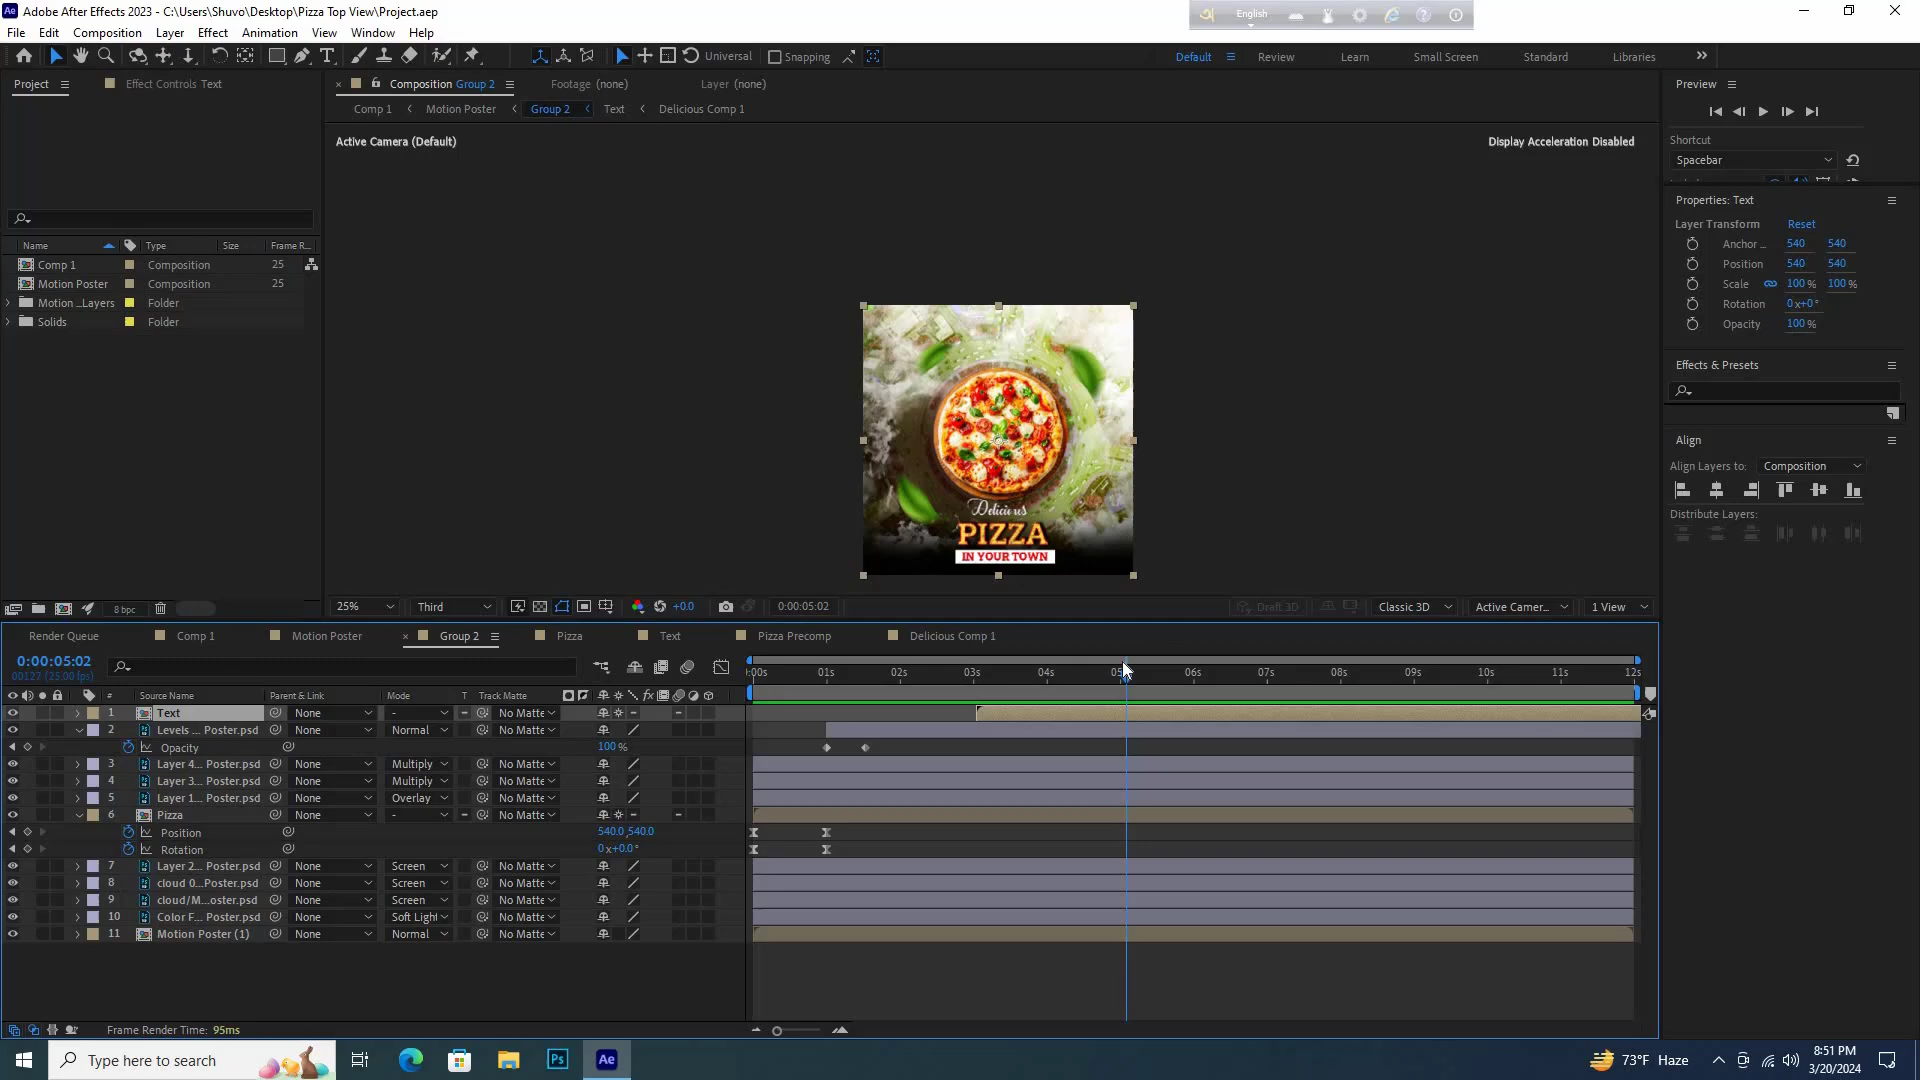 Adobe After Effects 2023 - C:\Users\Shuvo\Desktop\Pizza Top View\Project.aep
English
File Edit Composition Layer Effect Animation View Window Help
Universal Snapping Default Review Learn Small Screen Standard Libraries
Project Effect Controls Text
Composition Group 2 Footage (none) Layer (none)
Comp 1 Motion Poster Group 2 Text Delicious Comp 1
Active Camera (Default) Display Acceleration Disabled
Preview
Shortcut
Spacebar
Properties: Text
Layer Transform Reset
Anchor ... 540 540
Position 540 540
Scale 100 % 100 %
Rotation 0x+0°
Opacity 100 %
Effects & Presets
Align
Align Layers to: Composition
Distribute Layers:
Name Type Size Frame R...
Comp 1 Composition 25
Motion Poster Composition 25
Motion ...Layers Folder
Solids Folder
8 bpc
PIZZA
IN YOUR TOWN
25% Third +0.0 0:00:05:02 Draft 3D Classic 3D Active Camer... 1 View
Render Queue Comp 1 Motion Poster Group 2 Pizza Text Pizza Precomp Delicious Comp 1
0:00:05:02
00127 (25.00 fps)
:00s 01s 02s 03s 04s 05s 06s 07s 08s 09s 10s 11s 12s
# Source Name Parent & Link Mode T Track Matte
1 Text None - No Matte
2 Levels ... Poster.psd None Normal No Matte
Opacity 100 %
3 Layer 4... Poster.psd None Multiply No Matte
4 Layer 3... Poster.psd None Multiply No Matte
5 Layer 1... Poster.psd None Overlay No Matte
6 Pizza None - No Matte
Position 540.0,540.0
Rotation 0x+0.0°
7 Layer 2... Poster.psd None Screen No Matte
8 cloud 0...Poster.psd None Screen No Matte
9 cloud/M...oster.psd None Screen No Matte
10 Color F... Poster.psd None Soft Light No Matte
11 Motion Poster (1) None Normal No Matte
Frame Render Time: 95ms
Type here to search
Ps Ae
73°F Haze
8:51 PM
3/20/2024